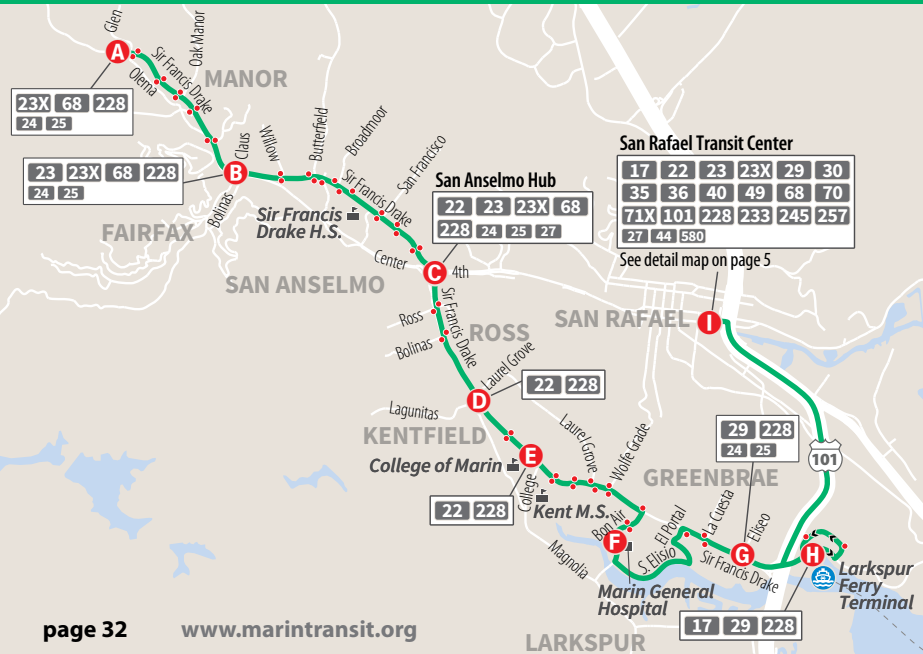 Glen
A
Sir Francis Drake
Oak Manor
Olema
MANOR
23X 68 228
24 25
23 23X 68 228
24 25
B
Claus
Bolinas
Willow
Butterfield
Broadmoor
Sir Francis Drake
San Francisco
Sir Francis
Drake H.S.
FAIRFAX
Center
SAN ANSELMO
San Anselmo Hub
22 23 23X 68
228 24 25 27
C
4th
San Rafael Transit Center
17 22 23 23X 29 30
35 36 40 49 68 70
71X 101 228 233 245 257
27 44 580
See detail map on page 5
SAN RAFAEL
I
Ross
Sir Francis Drake
ROSS
Bolinas
Laurel Grove
D
22 228
Lagunitas
KENTFIELD
College of Marin
E
College
22 228
Kent M.S.
Laurel Grove
Wolfe Grade
GREENBRAE
29 228
24 25
101
Bon Air
F
Magnolia
S. Elisio
El Portal
La Cuesta
Eliseo
G
Sir Francis Drake
H
Larkspur
Ferry
Terminal
Marin General
Hospital
17 29 228
LARKSPUR
page 32
www.marintransit.org